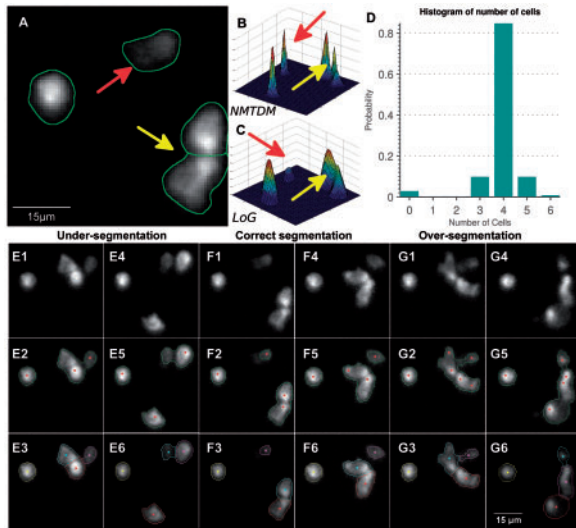 A
15µm
B
NMTDM
C
LoG
D
Histogram of number of cells
Probability
0.8
0.6
0.4
0.2
0
0 1 2 3 4 5 6
Number of Cells
Under-segmentation Correct segmentation Over-segmentation
E1 E4 F1 F4 G1 G4
E2 E5 F2 F5 G2 G5
E3 E6 F3 F6 G3 G6
15 µm